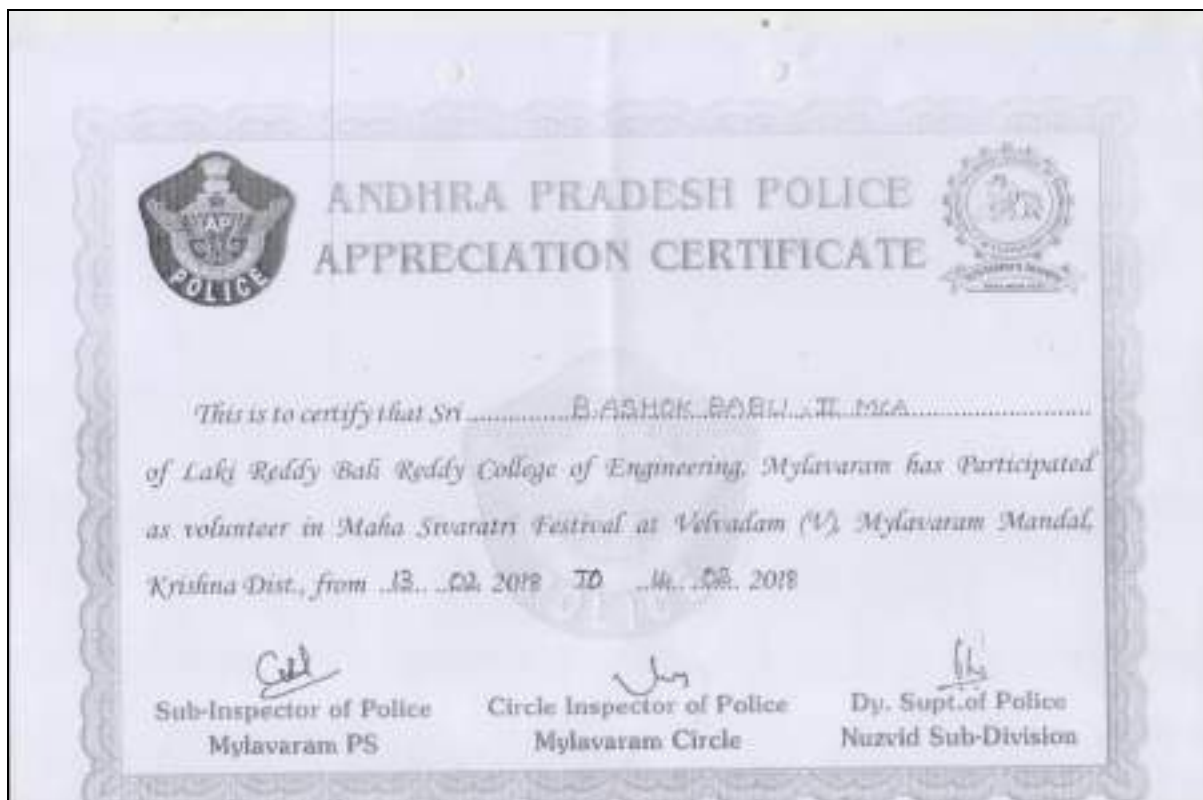 ANDHRA PRADESH POLICE
APPRECIATION CERTIFICATE
AP
POLICE
This is to certify that Sri ............ B. ASHOK BABU, II MCA ............
of Laki Reddy Bali Reddy College of Engineering, Mylavaram has Participated
as volunteer in Maha Sivaratri Festival at Velvadam (V), Mylavaram Mandal,
Krishna Dist., from ..13. ..02. 2018 TO ..14. ..02. 2018
Sub-Inspector of Police
Mylavaram PS
Circle Inspector of Police
Mylavaram Circle
Dy. Supt.of Police
Nuzvid Sub-Division